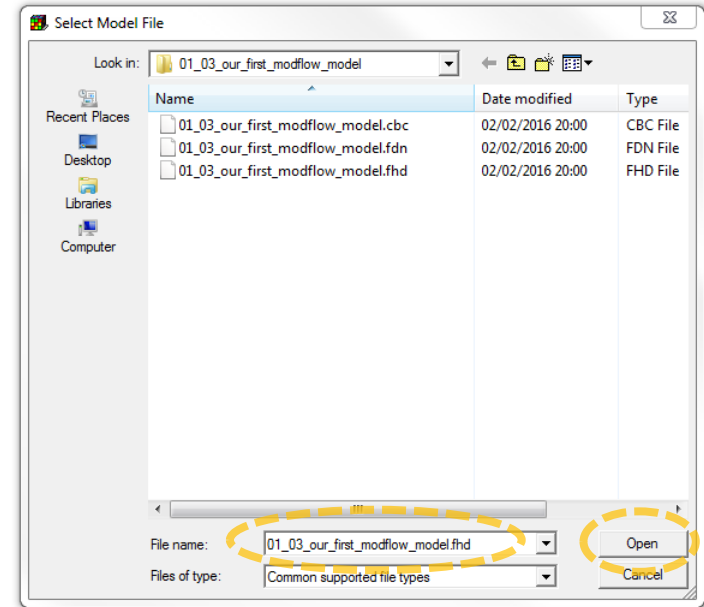 Select Model File
Look in: 01_03_our_first_modflow_model
Recent Places
Desktop
Libraries
Computer
Name Date modified Type
01_03_our_first_modflow_model.cbc 02/02/2016 20:00 CBC File
01_03_our_first_modflow_model.fdn 02/02/2016 20:00 FDN File
01_03_our_first_modflow_model.fhd 02/02/2016 20:00 FHD File
File name: 01_03_our_first_modflow_model.fhd Open
Files of type: Common supported file types Cancel